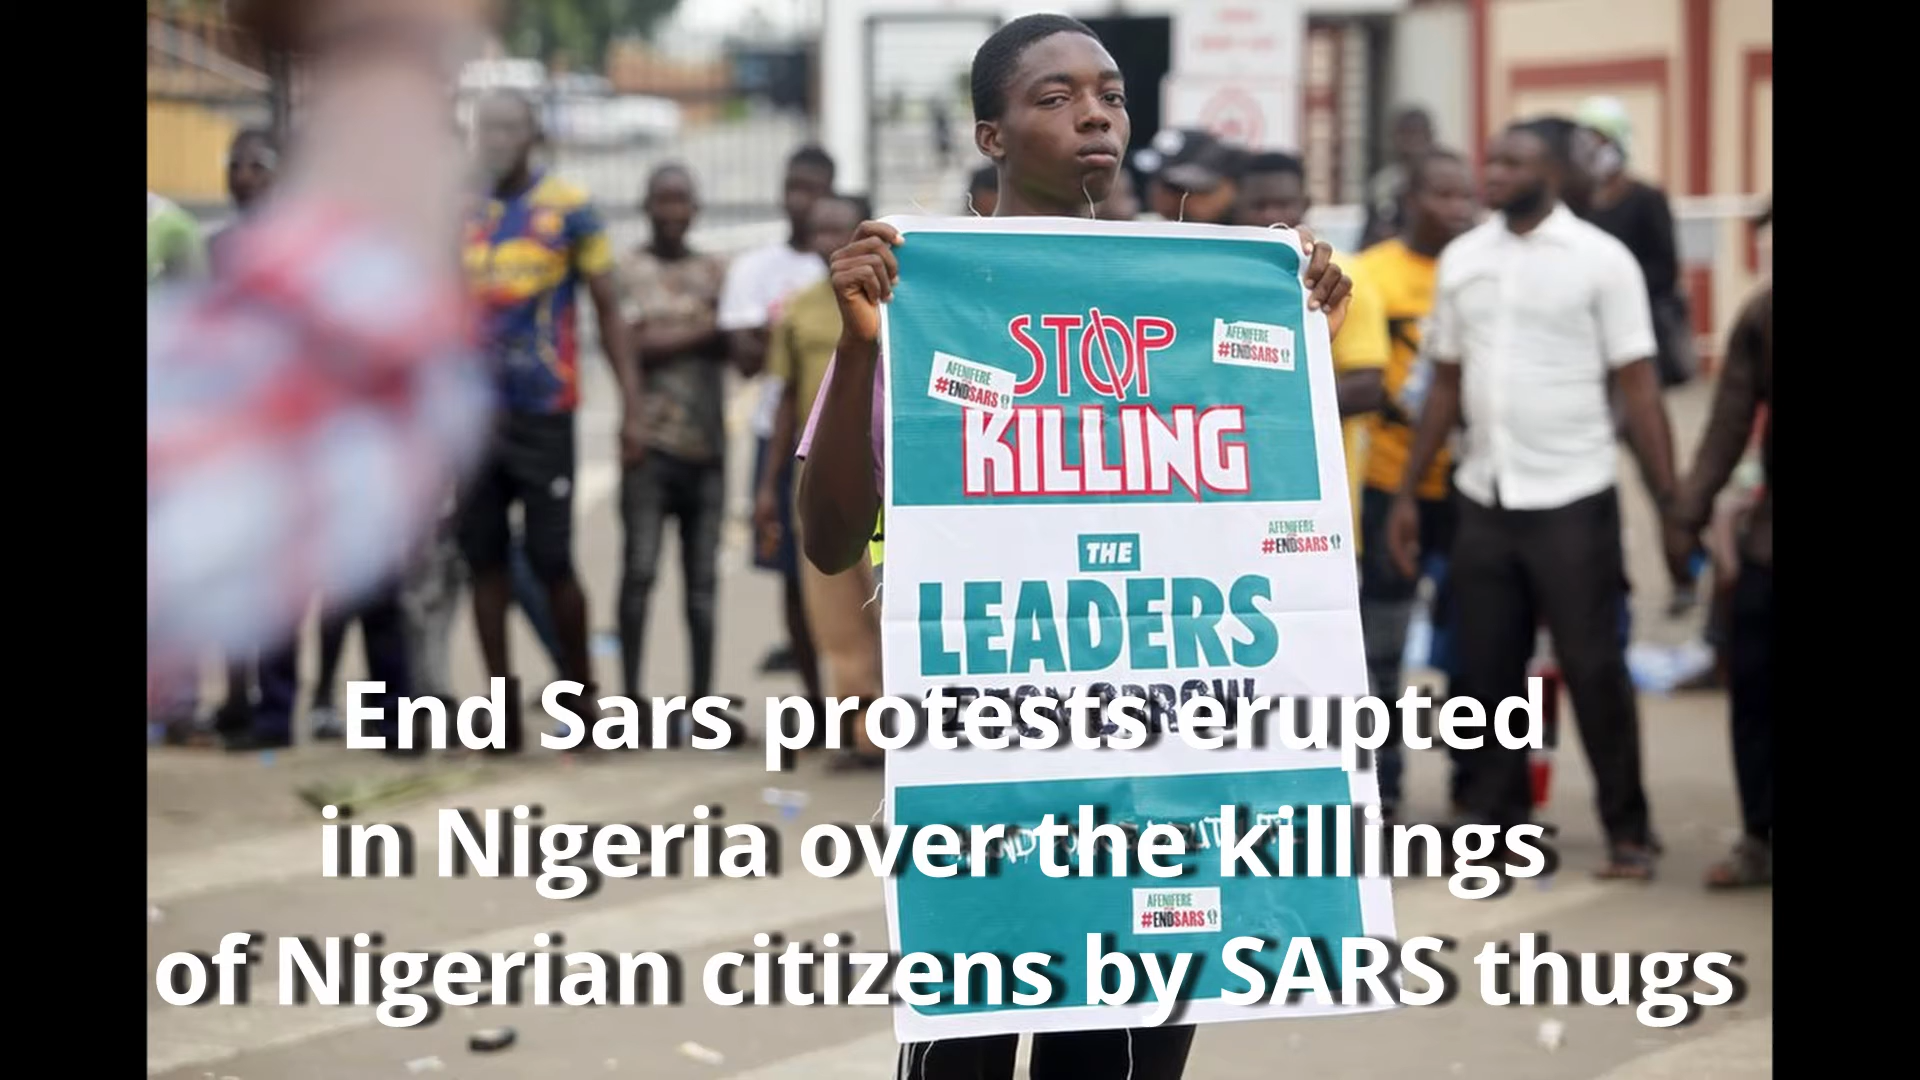 STOP
AFENIFERE
#ENDSARS
AFENIFERE
#ENDSARS
KILLING
THE
AFENIFERE
#ENDSARS
LEADERS
TOMORROW
End Sars protests erupted
in Nigeria over the killings
of Nigerian citizens by SARS thugs
AFENIFERE
#ENDSARS